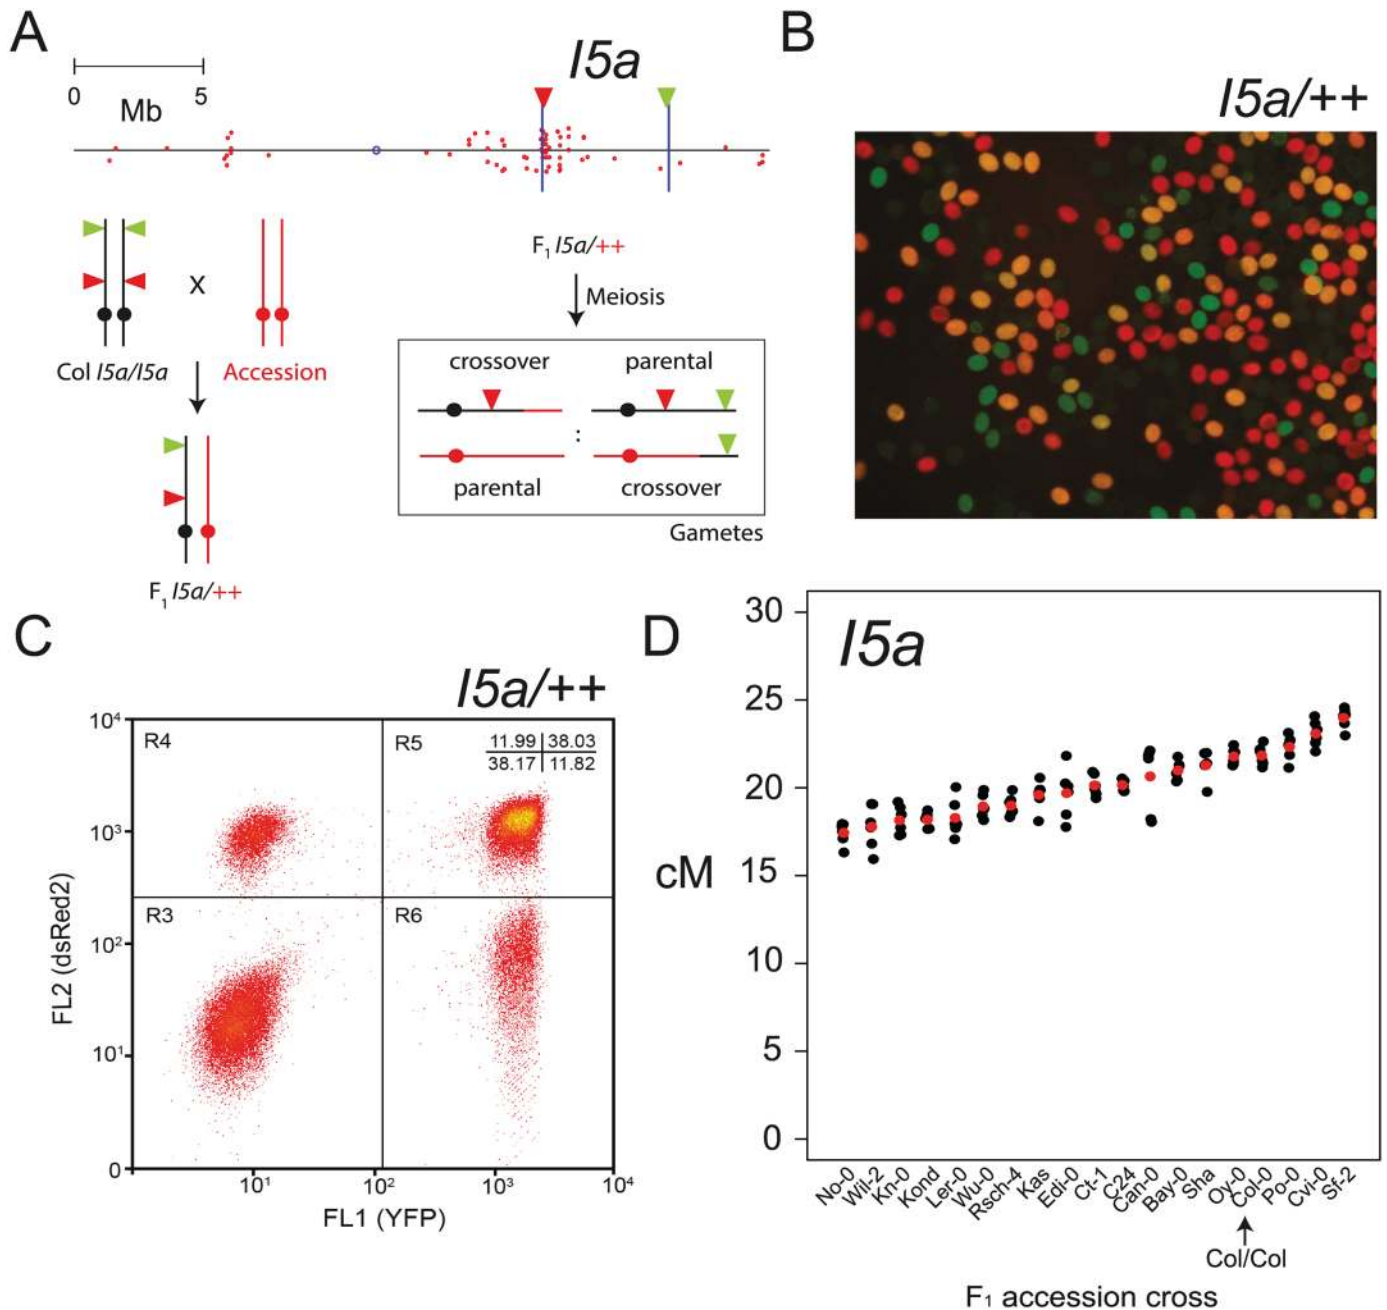 A
I5a
0 5
Mb
Col I5a/I5a
X
Accession
F1 I5a/++
F1 I5a/++
Meiosis
crossover parental
:
parental crossover
Gametes
B
I5a/++
C
I5a/++
FL2 (dsRed2)
10⁴
10³
10²
10¹
0
R4
R5
11.99 38.03
38.17 11.82
R3
R6
0 10¹ 10² 10³ 10⁴
FL1 (YFP)
D
I5a
cM
30
25
20
15
10
5
0
No-0 Wil-2 Kn-0 Kond Ler-0 Wu-0 Rsch-4 Kas Edi-0 Ct-1 C24 Can-0 Bay-0 Sha Oy-0 Col-0 Po-0 Cvi-0 Sf-2
Col/Col
F1 accession cross